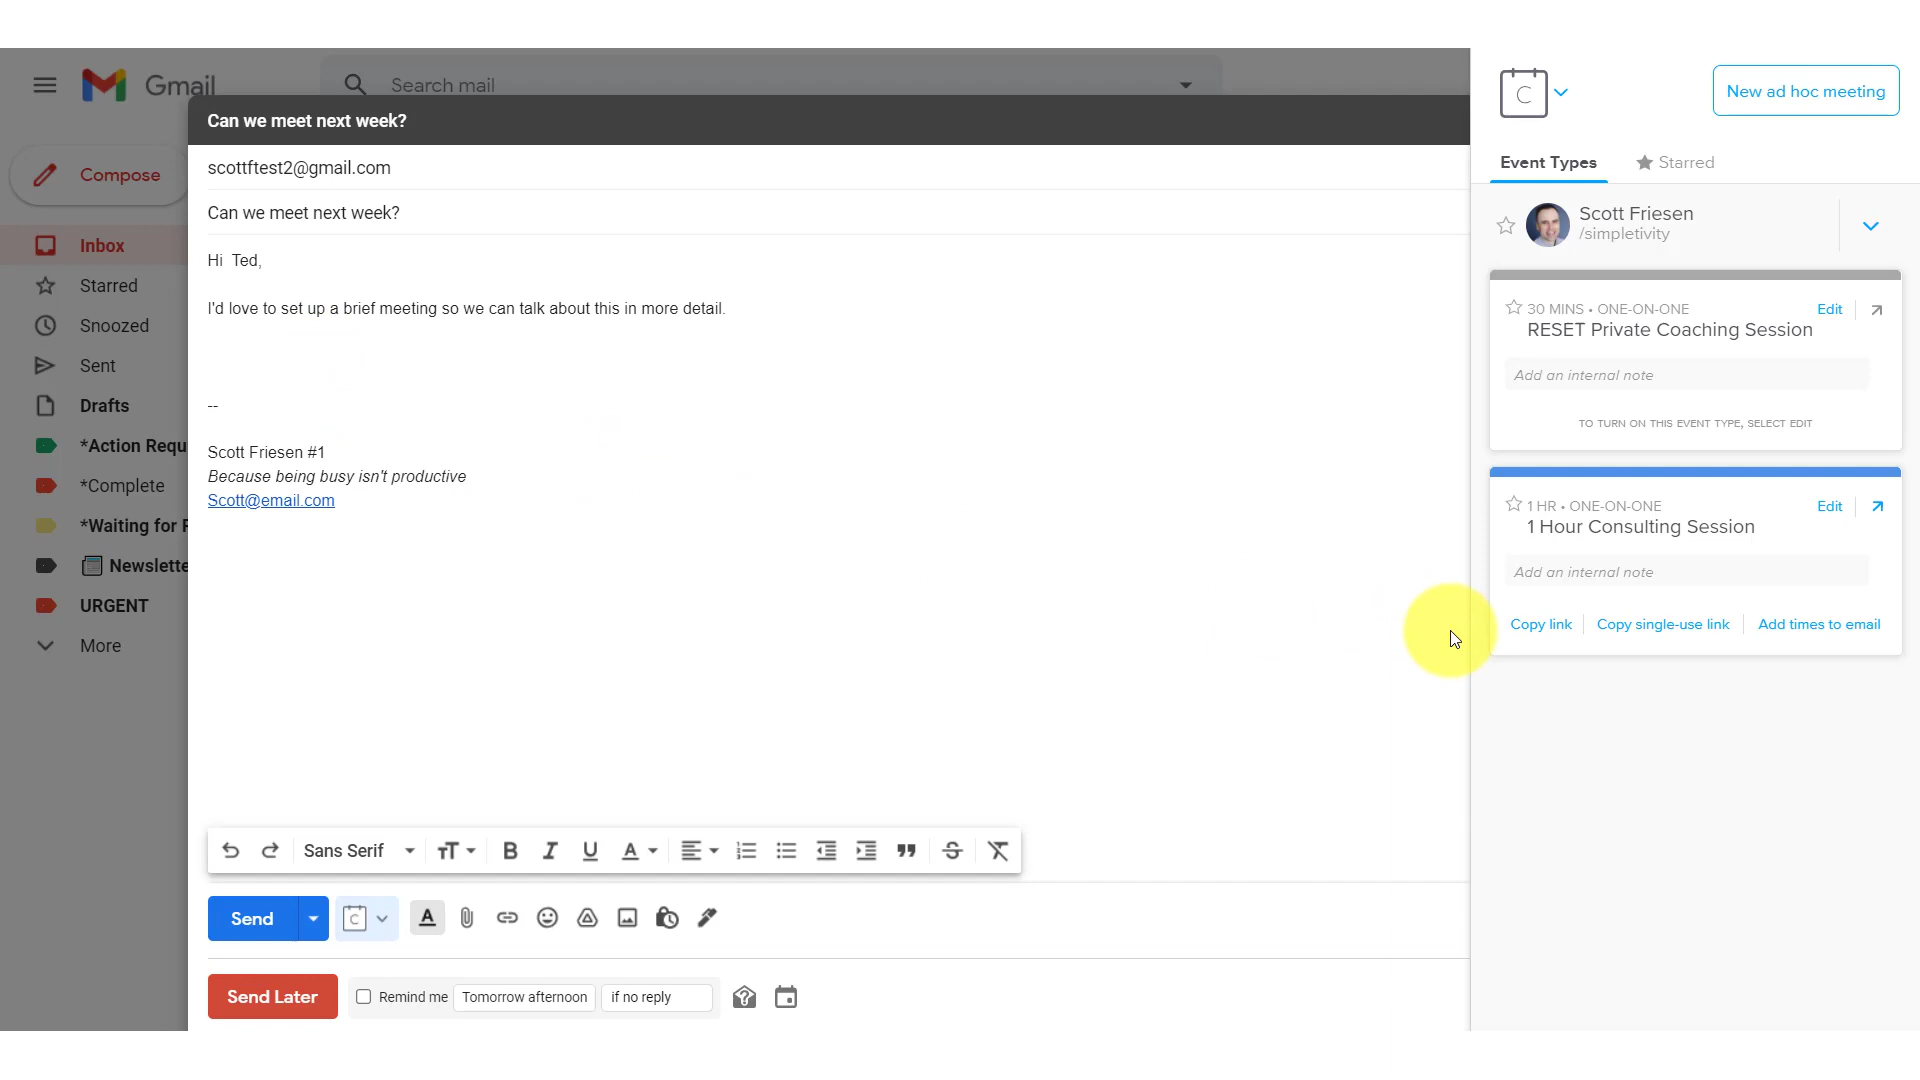 Gmail
Search mail
Compose
Inbox
Starred
Snoozed
Sent
Drafts
*Action Requ
*Complete
*Waiting for R
Newslette
URGENT
More
Can we meet next week?
scottftest2@gmail.com
Can we meet next week?
Hi  Ted,
I'd love to set up a brief meeting so we can talk about this in more detail.
--
Scott Friesen #1
Because being busy isn't productive
Scott@email.com
Sans Serif
Send
Send Later
Remind me
Tomorrow afternoon
if no reply
C
New ad hoc meeting
Event Types
Starred
Scott Friesen
/simpletivity
30 MINS • ONE-ON-ONE
Edit
RESET Private Coaching Session
Add an internal note
TO TURN ON THIS EVENT TYPE, SELECT EDIT
1 HR • ONE-ON-ONE
Edit
1 Hour Consulting Session
Add an internal note
Copy link
Copy single-use link
Add times to email